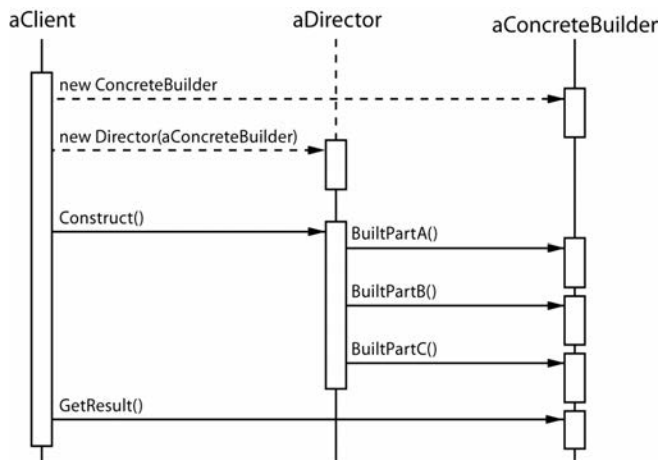 aClient
aDirector
aConcreteBuilder
new ConcreteBuilder
new Director(aConcreteBuilder)
Construct()
BuiltPartA()
BuiltPartB()
BuiltPartC()
GetResult()